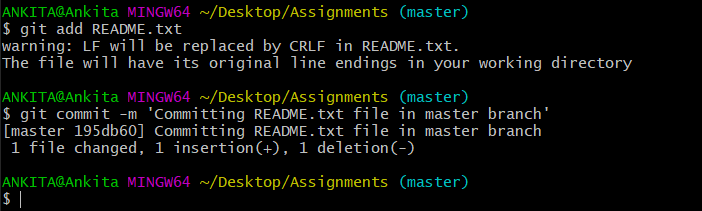 ANKITA@Ankita MINGW64 ~/Desktop/Assignments (master)
$ git add README.txt
warning: LF will be replaced by CRLF in README.txt.
The file will have its original line endings in your working directory
ANKITA@Ankita MINGW64 ~/Desktop/Assignments (master)
$ git commit -m 'Committing README.txt file in master branch'
[master 195db60] Committing README.txt file in master branch
 1 file changed, 1 insertion(+), 1 deletion(-)
ANKITA@Ankita MINGW64 ~/Desktop/Assignments (master)
$